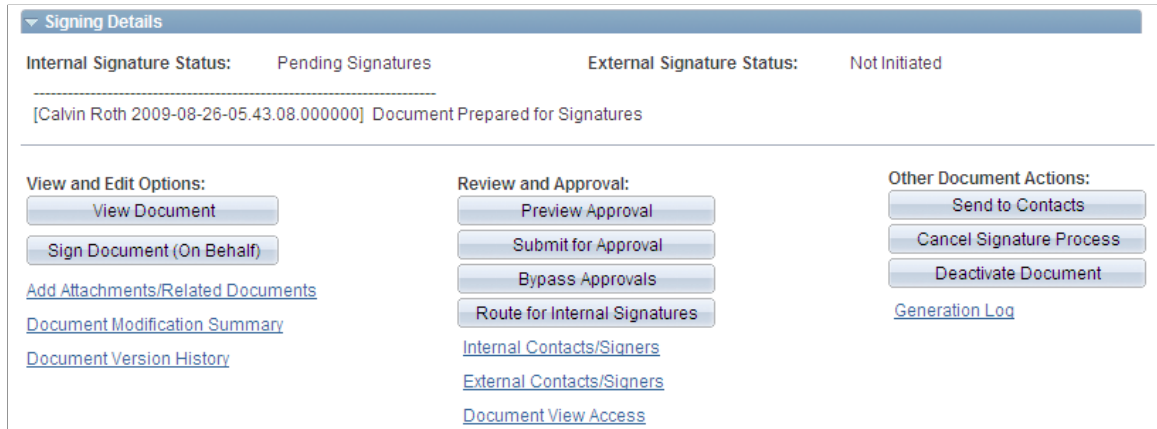 Signing Details
Internal Signature Status: Pending Signatures External Signature Status: Not Initiated
------------------------------------------------------------------------
[Calvin Roth 2009-08-26-05.43.08.000000] Document Prepared for Signatures
View and Edit Options:
View Document
Sign Document (On Behalf)
Add Attachments/Related Documents
Document Modification Summary
Document Version History
Review and Approval:
Preview Approval
Submit for Approval
Bypass Approvals
Route for Internal Signatures
Internal Contacts/Signers
External Contacts/Signers
Document View Access
Other Document Actions:
Send to Contacts
Cancel Signature Process
Deactivate Document
Generation Log